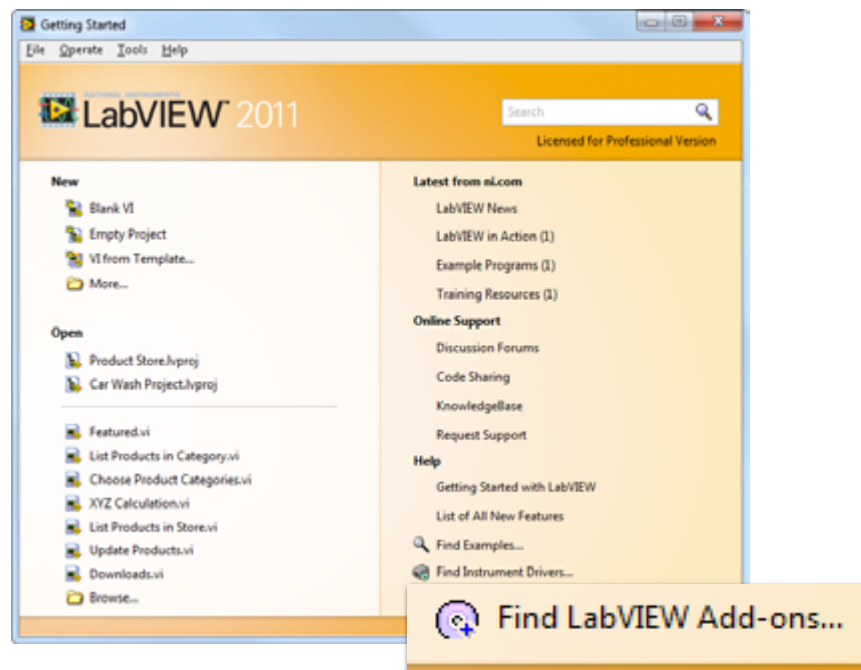 Getting Started
File Operate Tools Help
NATIONAL INSTRUMENTS
LabVIEW™ 2011
Search
Licensed for Professional Version
New
Blank VI
Empty Project
VI from Template...
More...
Open
Product Store.lvproj
Car Wash Project.lvproj
Featured.vi
List Products in Category.vi
Choose Product Categories.vi
XYZ Calculation.vi
List Products in Store.vi
Update Products.vi
Downloads.vi
Browse...
Latest from ni.com
LabVIEW News
LabVIEW in Action (1)
Example Programs (1)
Training Resources (1)
Online Support
Discussion Forums
Code Sharing
KnowledgeBase
Request Support
Help
Getting Started with LabVIEW
List of All New Features
Find Examples...
Find Instrument Drivers...
Find LabVIEW Add-ons...